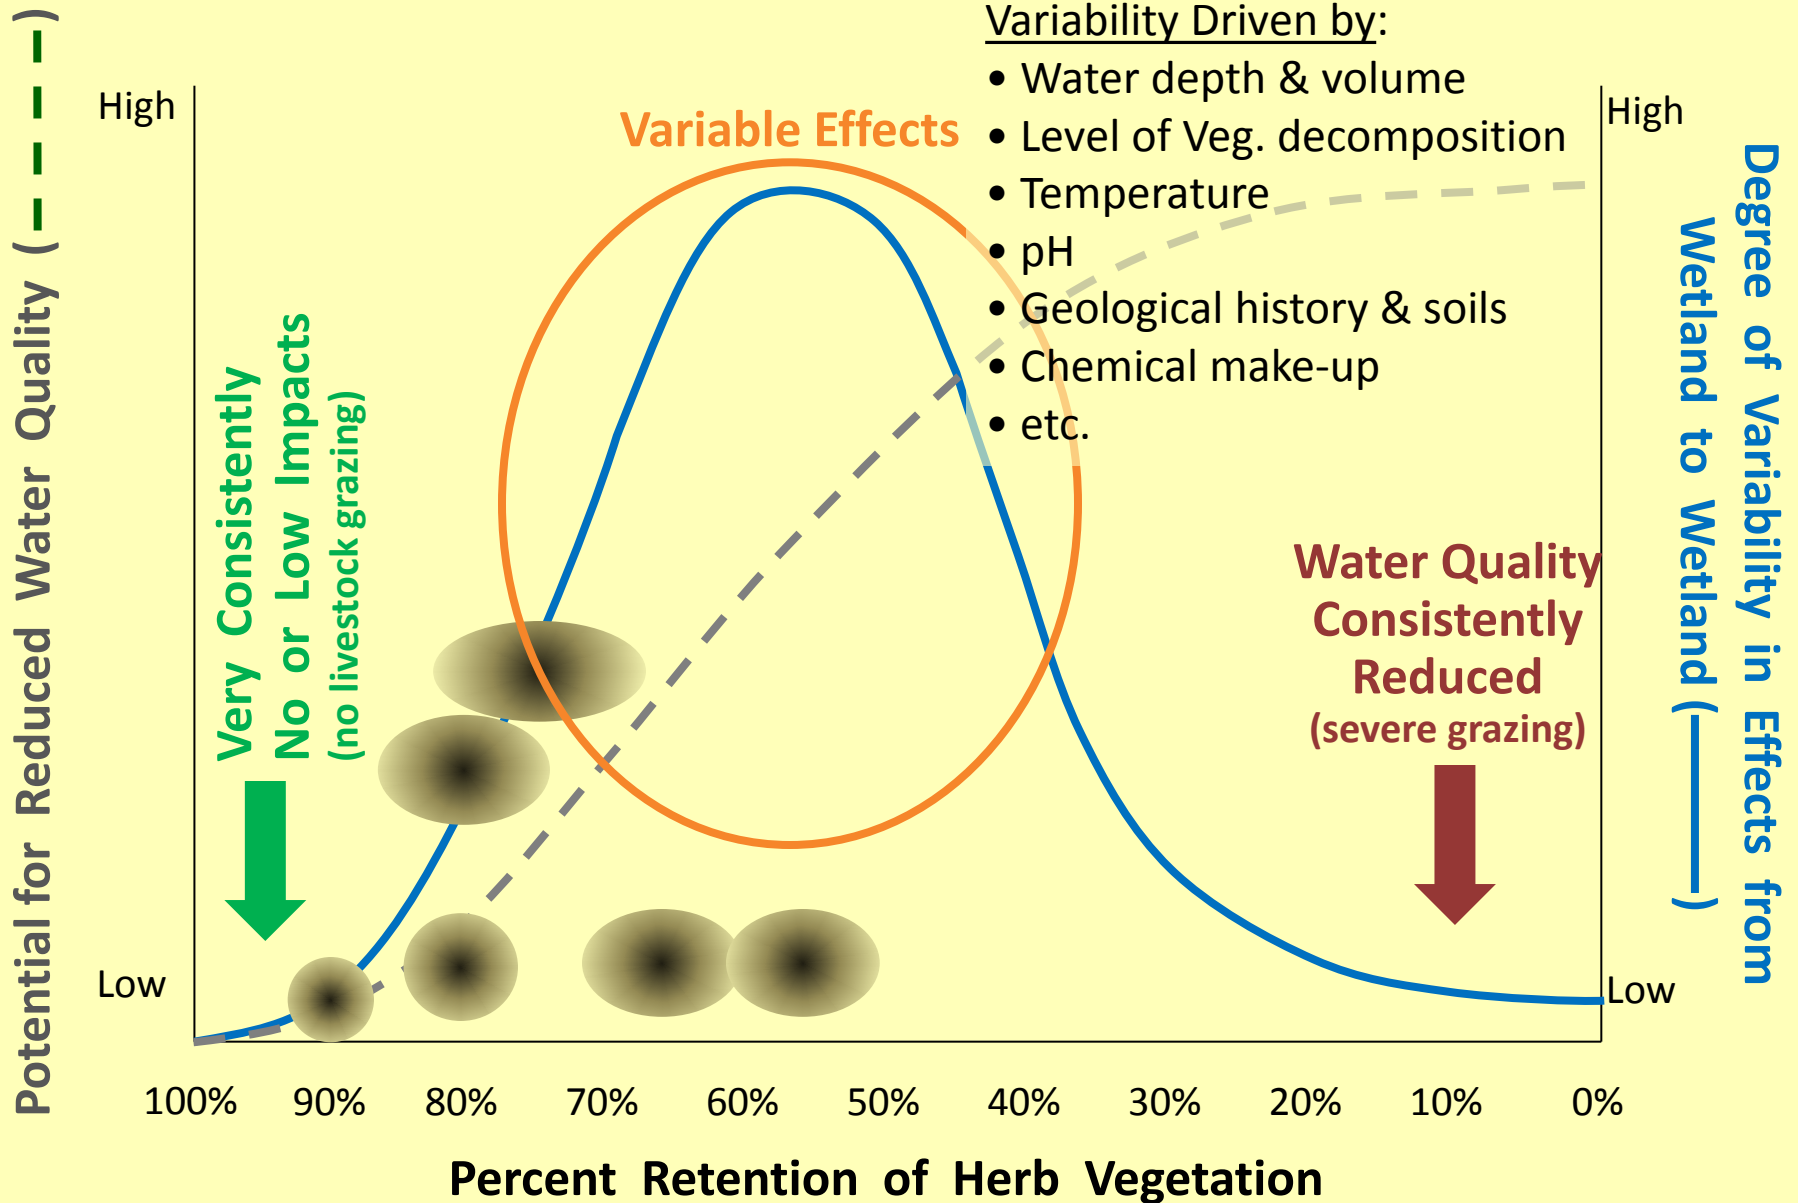 Variability Driven by:
• Water depth & volume
• Level of Veg. decomposition
• Temperature
• pH
• Geological history & soils
• Chemical make-up
• etc.
High
High
Variable Effects
Potential for Reduced Water Quality (
)
Very Consistently
No or Low Impacts
(no livestock grazing)
Water Quality
Consistently
Reduced
(severe grazing)
Degree of Variability in Effects from
Wetland to Wetland (
)
Low
Low
100% 90% 80% 70% 60% 50% 40% 30% 20% 10% 0%
Percent Retention of Herb Vegetation